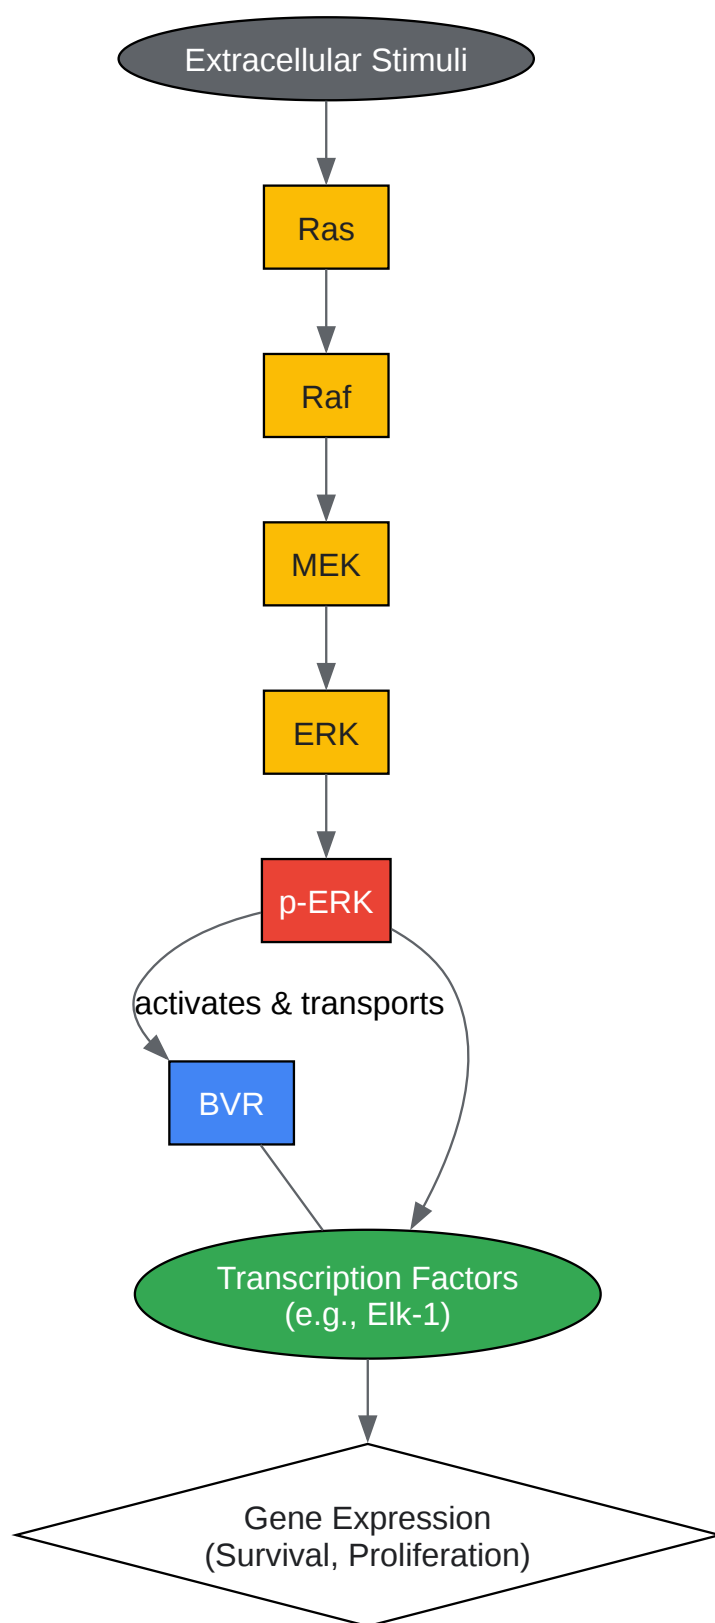 Extracellular Stimuli
Ras
Raf
MEK
ERK
p-ERK
activates & transports
BVR
Transcription Factors
(e.g., Elk-1)
Gene Expression
(Survival, Proliferation)